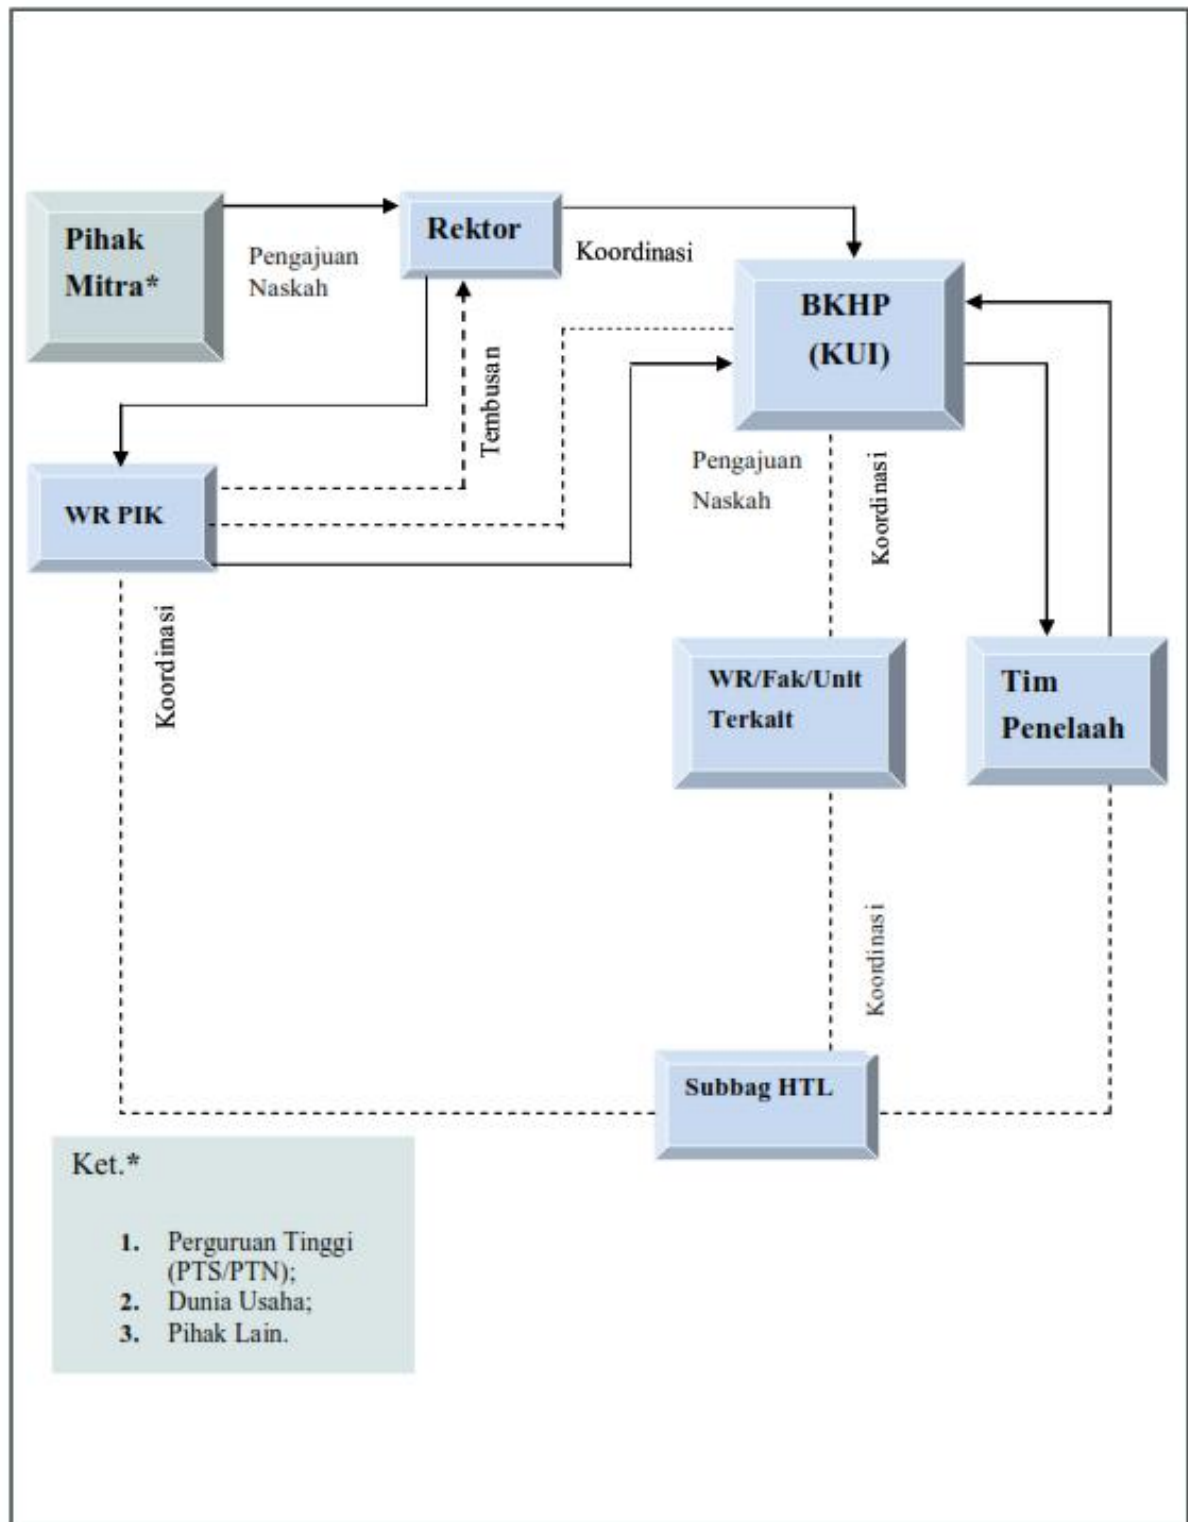 Pihak
Mitra*
Pengajuan
Naskah
Rektor
Koordinasi
BKHP
(KUI)
Tembusan
WR PIK
Pengajuan
Naskah
Koordinasi
Koordinasi
WR/Fak/Unit
Terkait
Tim
Penelaah
Koordinasi
Subbag HTL
Ket.*
1. Perguruan Tinggi
(PTS/PTN);
2. Dunia Usaha;
3. Pihak Lain.